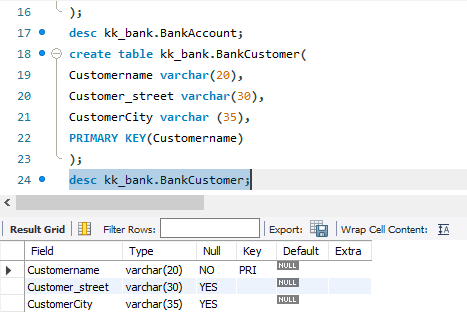 16 );
17 desc kk_bank.BankAccount;
18 create table kk_bank.BankCustomer(
19 Customername varchar(20),
20 Customer_street varchar(30),
21 CustomerCity varchar (35),
22 PRIMARY KEY(Customername)
23 );
24 desc kk_bank.BankCustomer;
Result Grid Filter Rows: Export: Wrap Cell Content: IA
Field Type Null Key Default Extra
Customername varchar(20) NO PRI NULL
Customer_street varchar(30) YES NULL
CustomerCity varchar(35) YES NULL